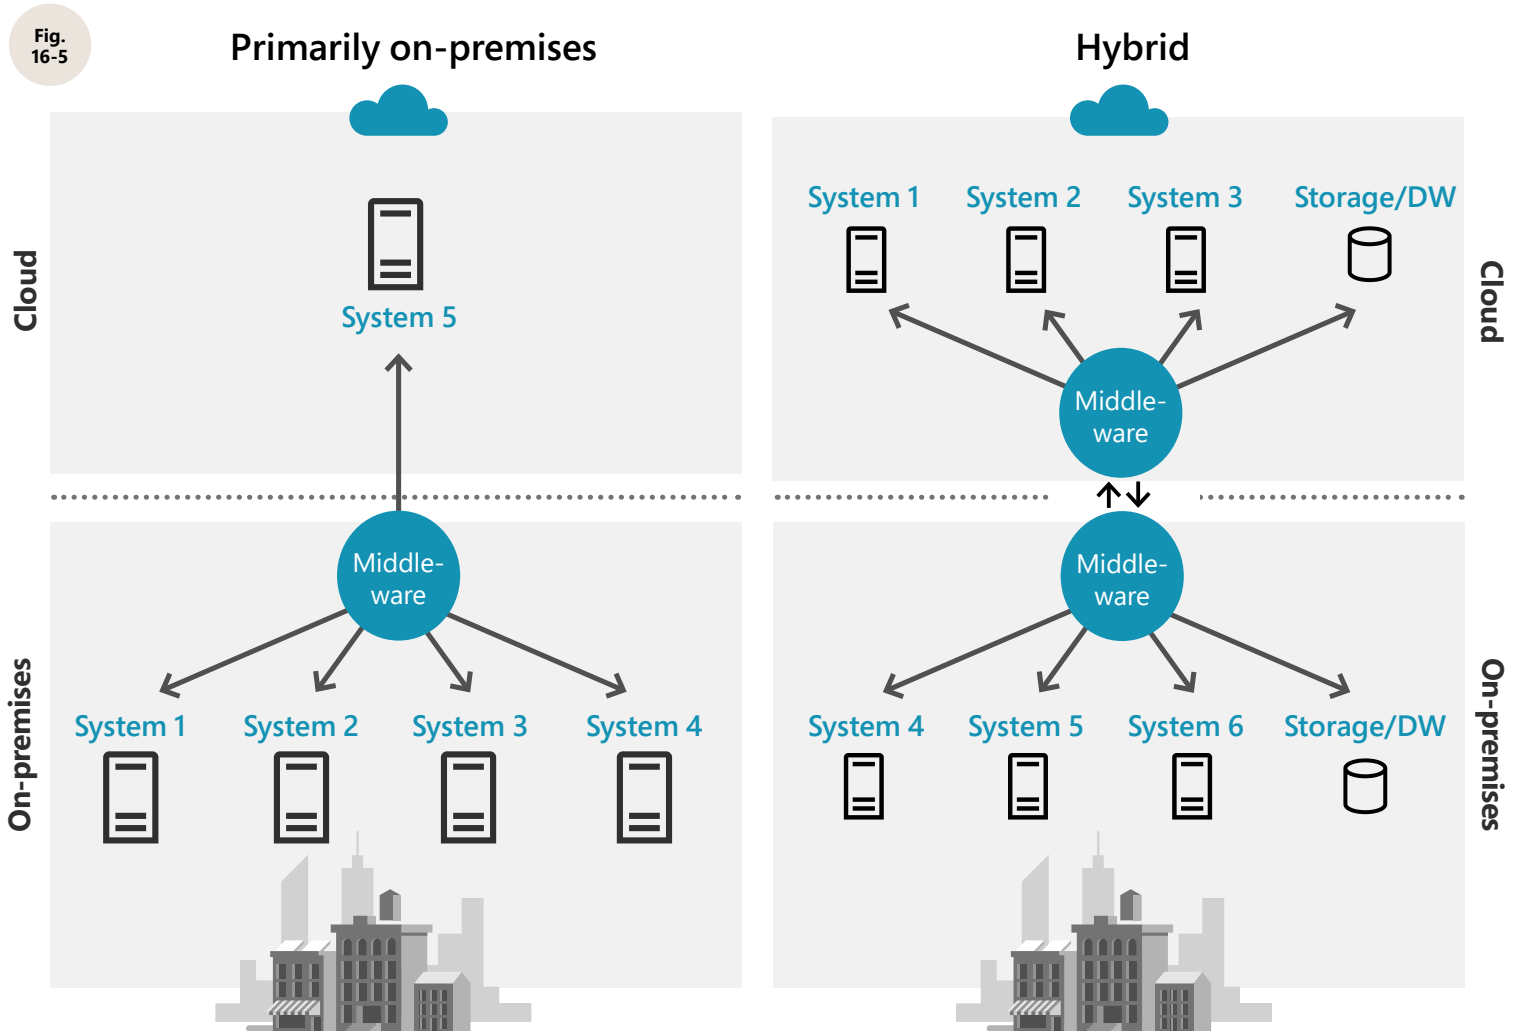 Fig.
16-5
Primarily on-premises
Cloud
System 5
Middle-
ware
On-premises
System 1
System 2
System 3
System 4
Hybrid
System 1
System 2
System 3
Storage/DW
Cloud
Middle-
ware
Middle-
ware
On-premises
System 4
System 5
System 6
Storage/DW